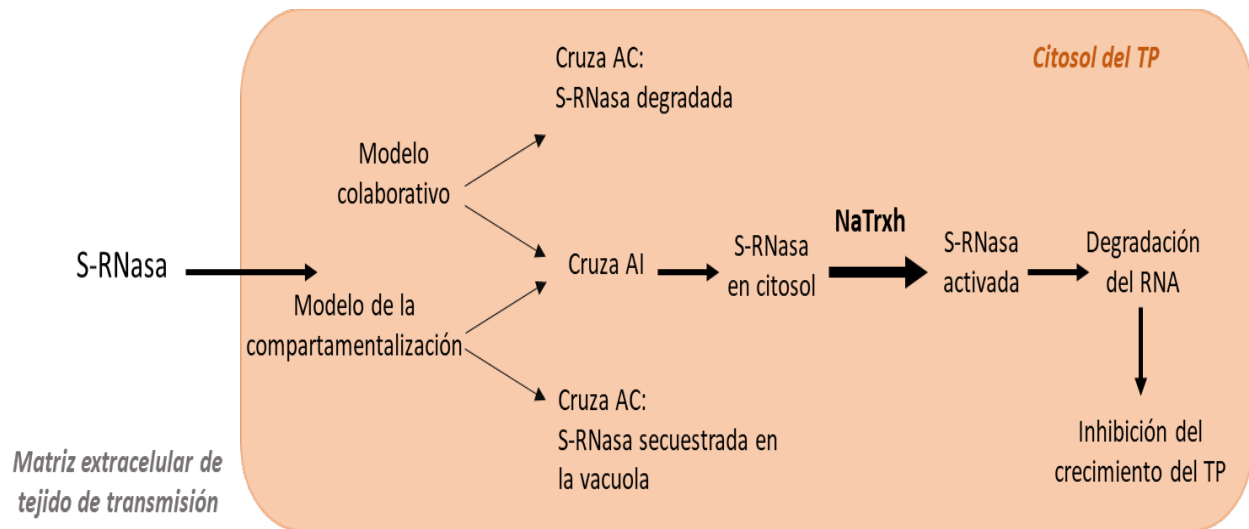 Citosol del TP
Cruza AC:
S-RNasa degradada
Modelo
colaborativo
S-RNasa
Modelo de la
compartamentalización
Cruza AI
S-RNasa
en citosol
NaTrxh
S-RNasa
activada
Degradación
del RNA
Cruza AC:
S-RNasa secuestrada en
la vacuola
Inhibición del
crecimiento del TP
Matriz extracelular de
tejido de transmisión